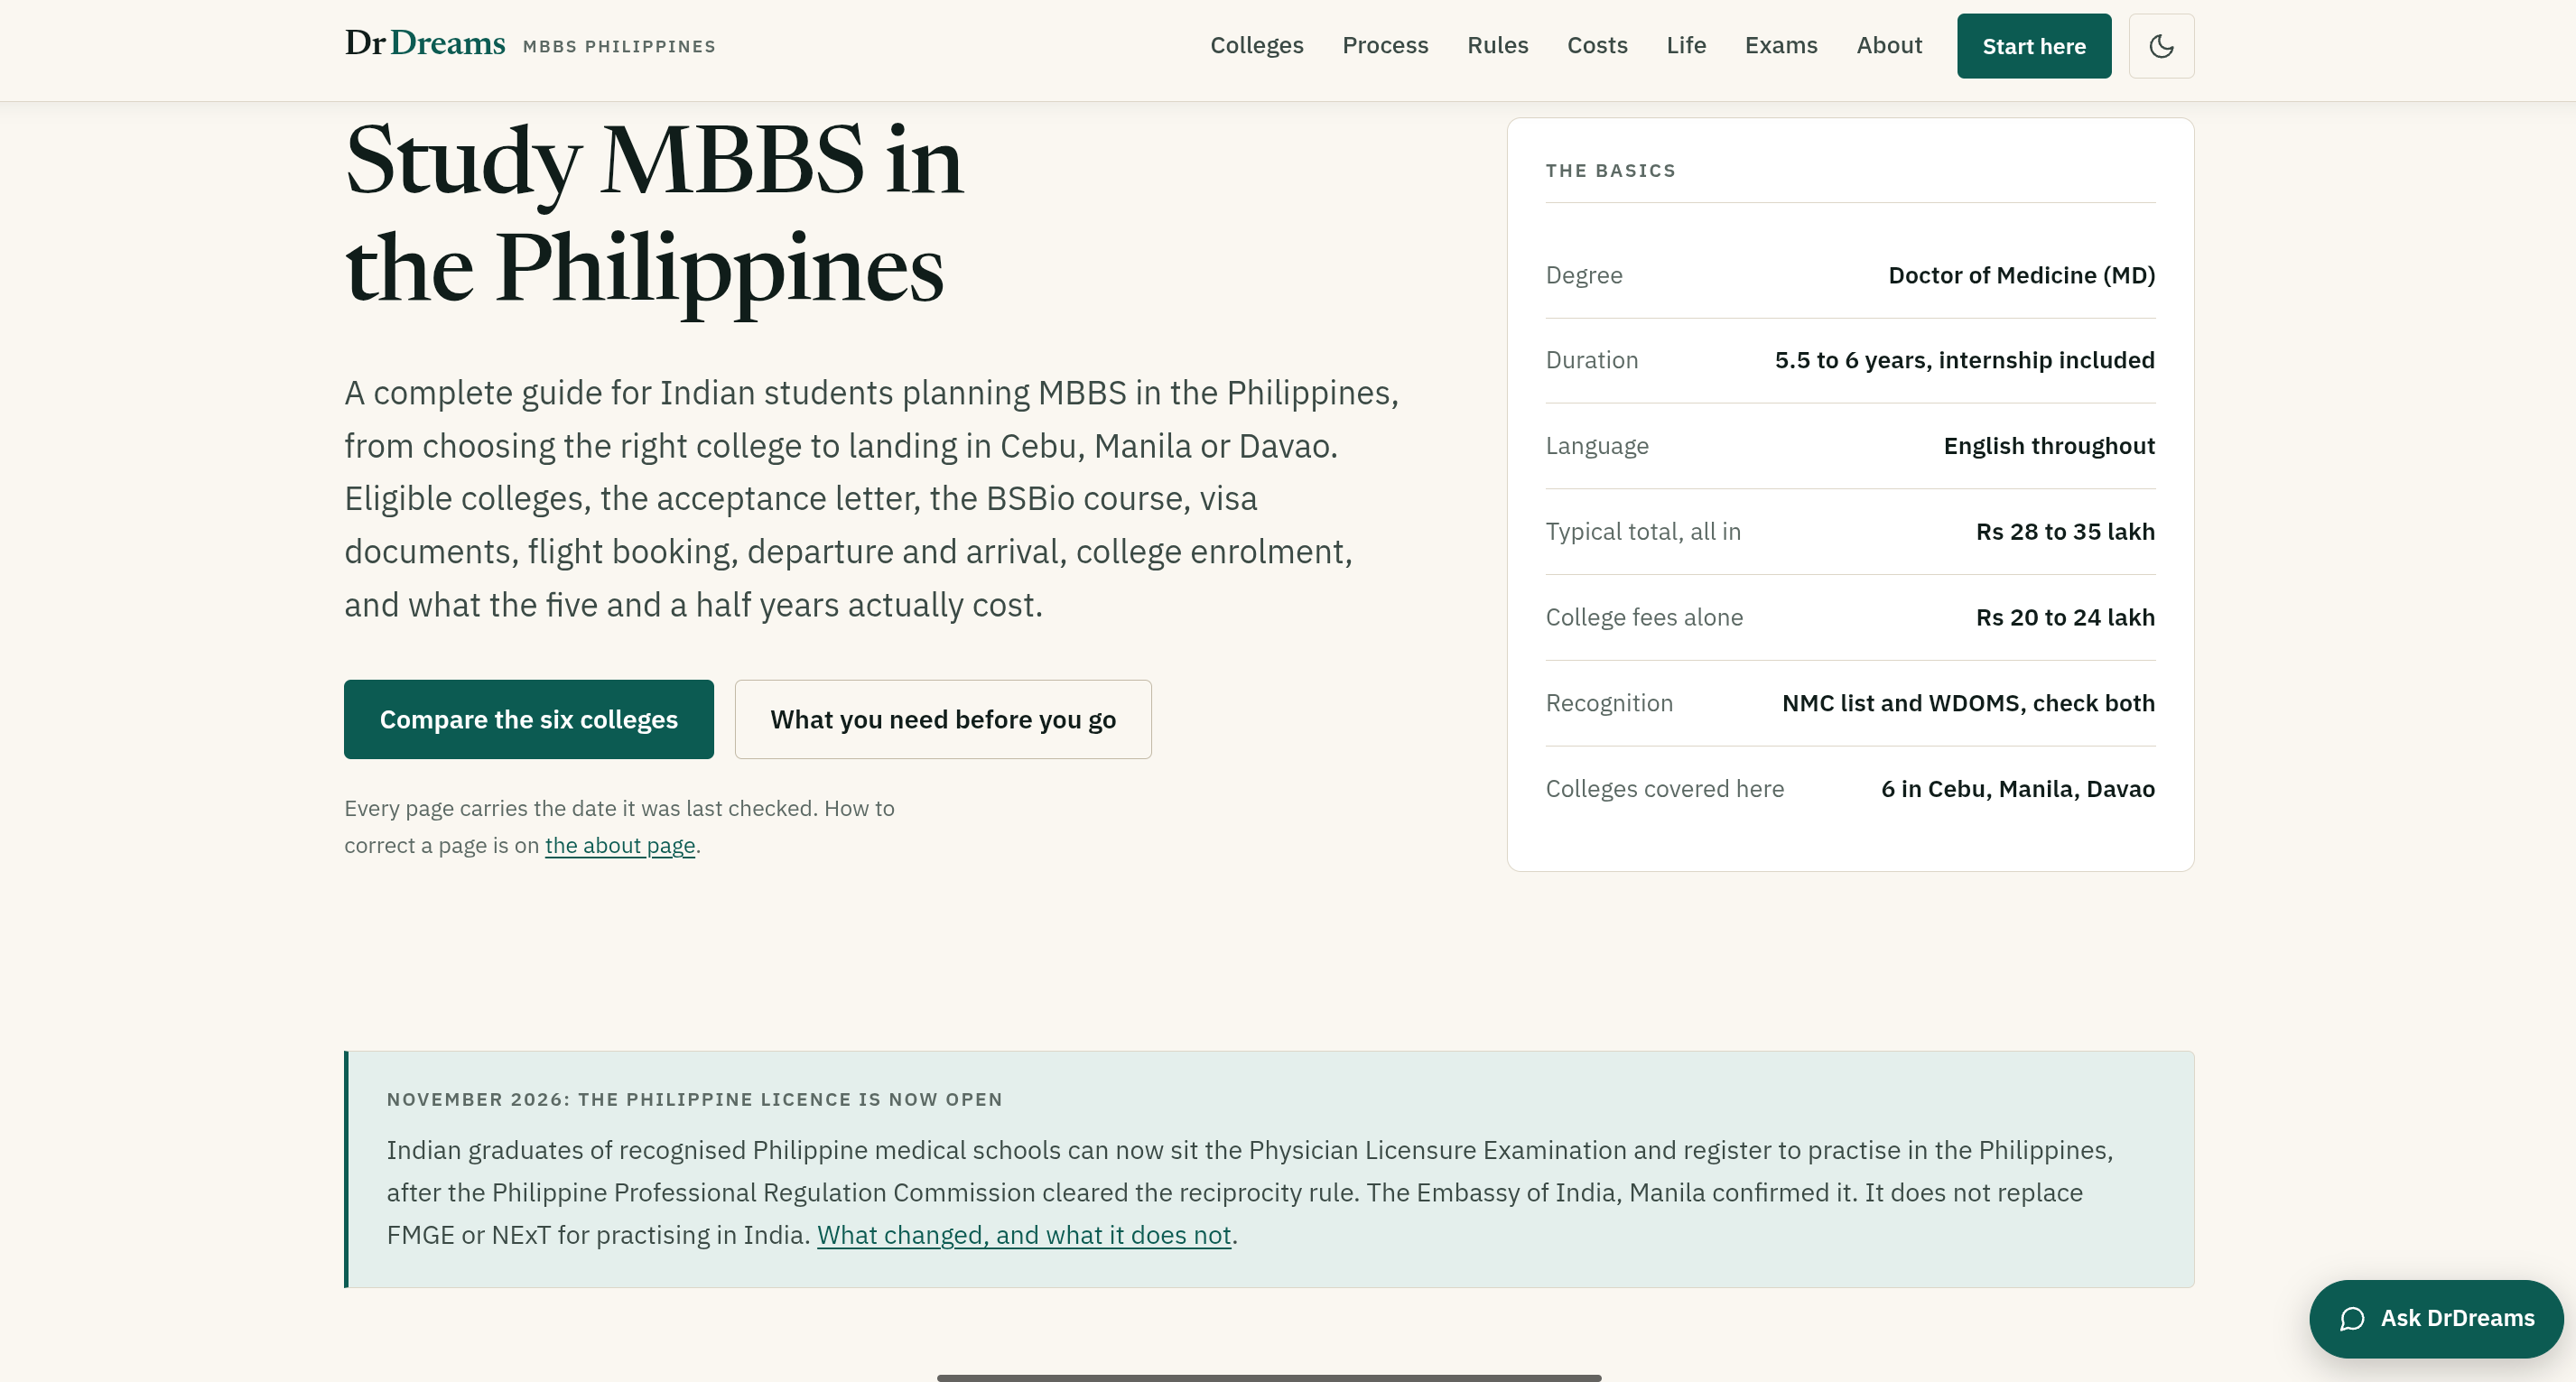 DrDreams MBBS PHILIPPINES
Colleges Process Rules Costs Life Exams About Start here
Study MBBS in
the Philippines
A complete guide for Indian students planning MBBS in the Philippines,
from choosing the right college to landing in Cebu, Manila or Davao.
Eligible colleges, the acceptance letter, the BSBio course, visa
documents, flight booking, departure and arrival, college enrolment,
and what the five and a half years actually cost.
Compare the six colleges
What you need before you go
Every page carries the date it was last checked. How to
correct a page is on the about page.
THE BASICS
Degree Doctor of Medicine (MD)
Duration 5.5 to 6 years, internship included
Language English throughout
Typical total, all in Rs 28 to 35 lakh
College fees alone Rs 20 to 24 lakh
Recognition NMC list and WDOMS, check both
Colleges covered here 6 in Cebu, Manila, Davao
NOVEMBER 2026: THE PHILIPPINE LICENCE IS NOW OPEN
Indian graduates of recognised Philippine medical schools can now sit the Physician Licensure Examination and register to practise in the Philippines,
after the Philippine Professional Regulation Commission cleared the reciprocity rule. The Embassy of India, Manila confirmed it. It does not replace
FMGE or NExT for practising in India. What changed, and what it does not.
Ask DrDreams